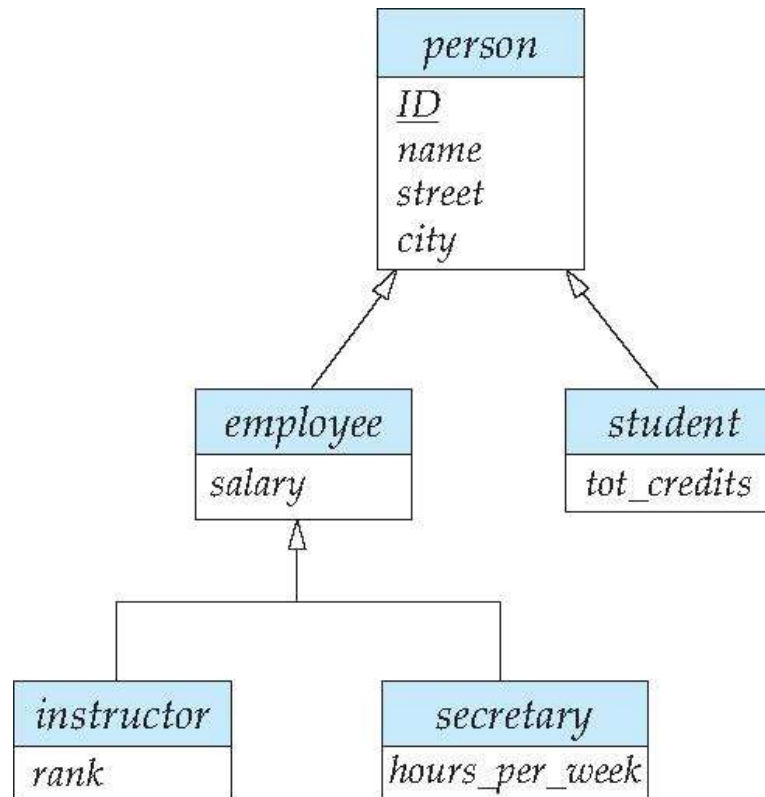 person
ID
name
street
city
employee
student
salary
tot_credits
instructor
secretary
rank
hours_per_week